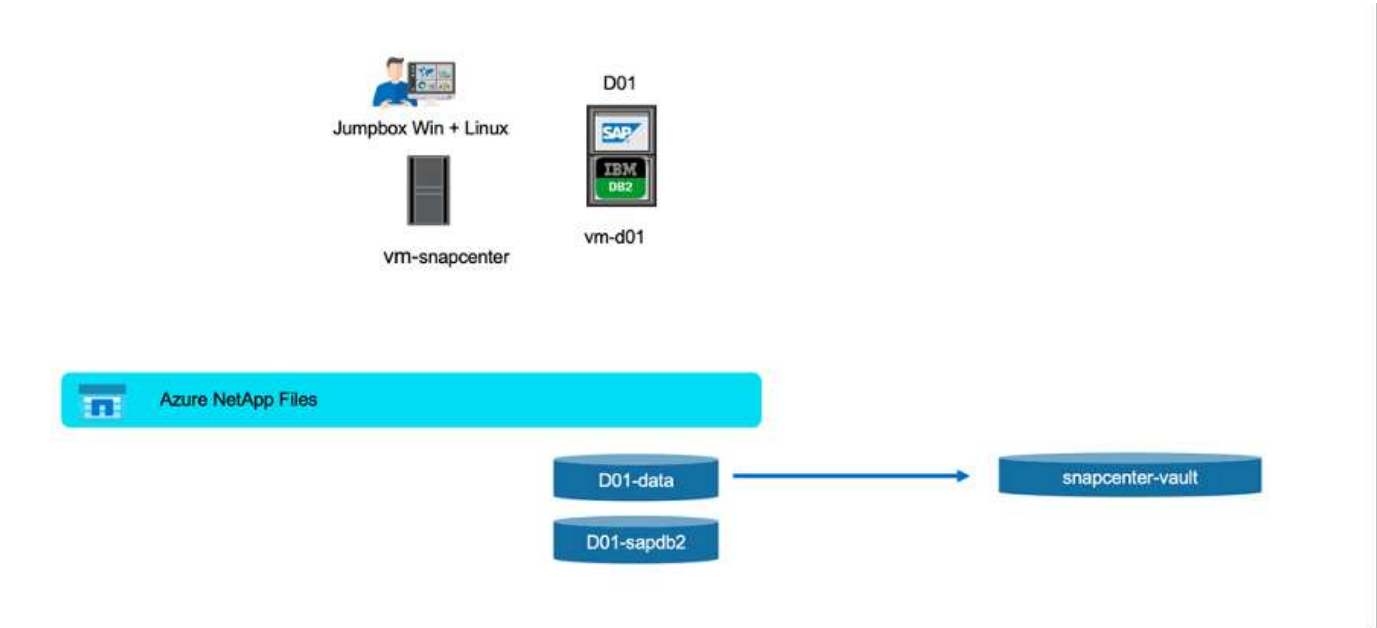 D01
Jumpbox Win + Linux
SAP
IBM
DB2
vm-d01
vm-snapcenter
Azure NetApp Files
D01-data
snapcenter-vault
D01-sapdb2